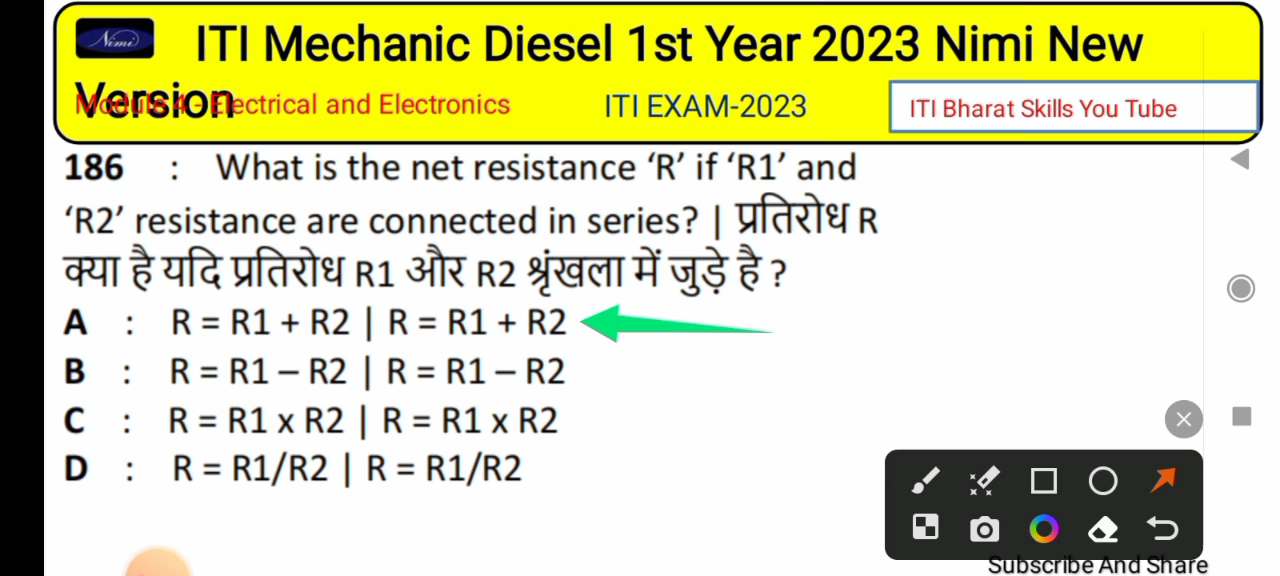 Nimi
ITI Mechanic Diesel 1st Year 2023 Nimi New
Version
Module 4 - Electrical and Electronics
ITI EXAM-2023
ITI Bharat Skills You Tube
186 : What is the net resistance ‘R’ if ‘R1’ and
‘R2’ resistance are connected in series? | प्रतिरोध R
क्या है यदि प्रतिरोध R1 और R2 श्रृंखला में जुड़े है ?
A : R = R1 + R2 | R = R1 + R2
B : R = R1 – R2 | R = R1 – R2
C : R = R1 x R2 | R = R1 x R2
D : R = R1/R2 | R = R1/R2
Subscribe And Share